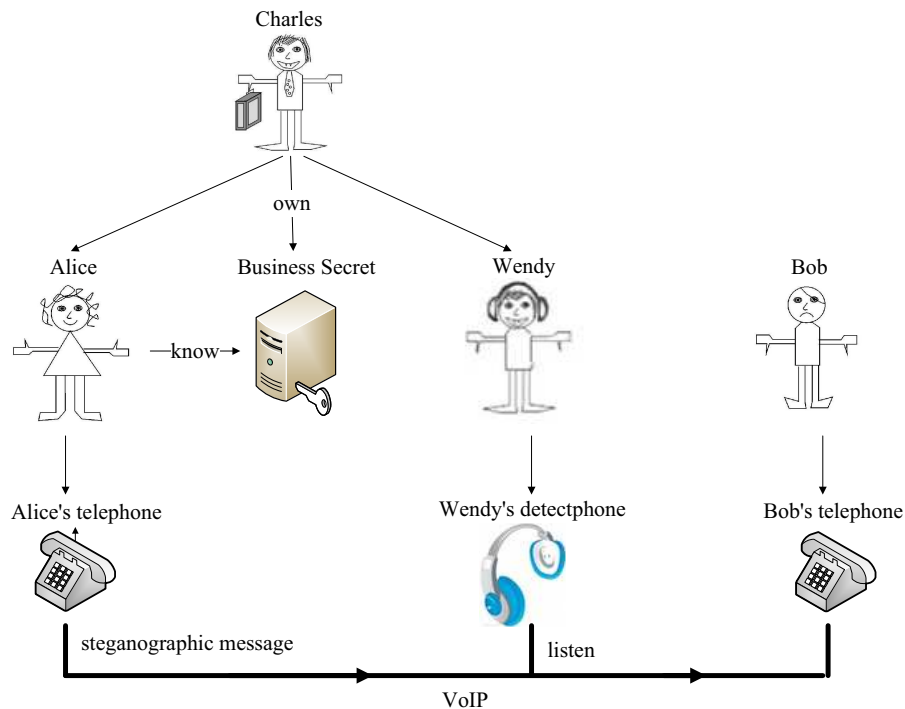 Charles
own
Alice
Business Secret
Wendy
Bob
know
Alice's telephone
Wendy's detectphone
Bob's telephone
steganographic message
listen
VoIP